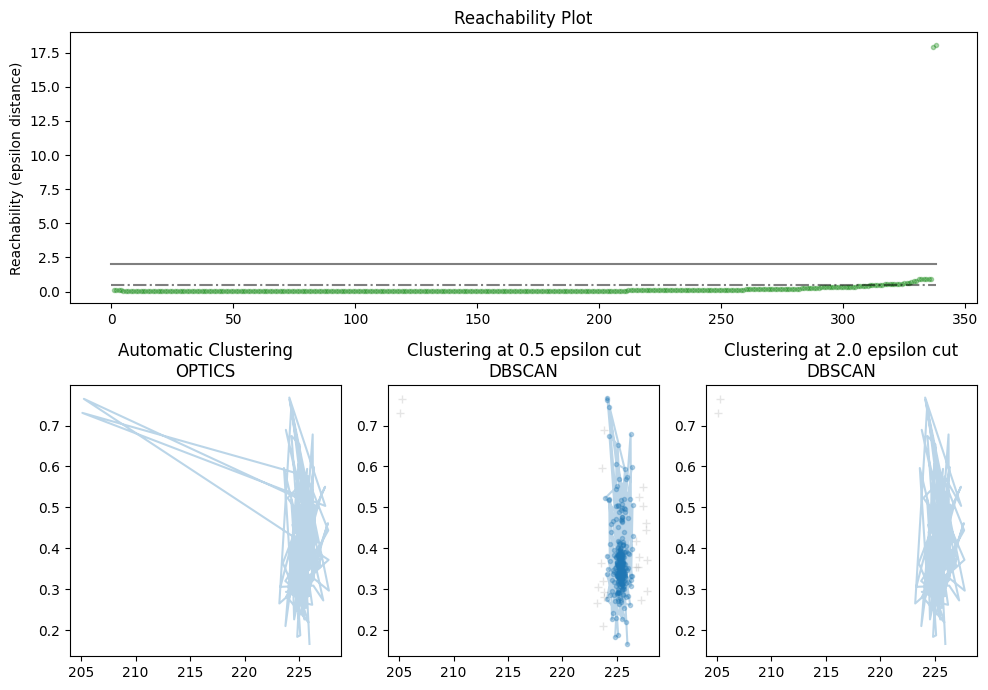 Reachability Plot
Reachability (epsilon distance)
17.5
15.0
12.5
10.0
7.5
5.0
2.5
0.0
0 50 100 150 200 250 300 350
Automatic Clustering
OPTICS
0.7
0.6
0.5
0.4
0.3
0.2
205 210 215 220 225
Clustering at 0.5 epsilon cut
DBSCAN
0.7
0.6
0.5
0.4
0.3
0.2
205 210 215 220 225
Clustering at 2.0 epsilon cut
DBSCAN
0.7
0.6
0.5
0.4
0.3
0.2
205 210 215 220 225